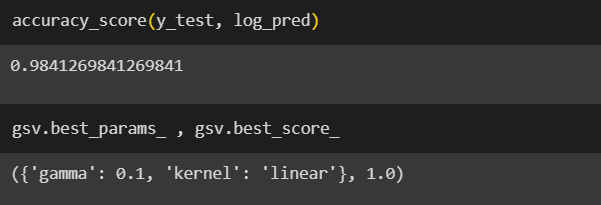 accuracy_score(y_test, log_pred)
0.9841269841269841
gsv.best_params_ , gsv.best_score_
({'gamma': 0.1, 'kernel': 'linear'}, 1.0)